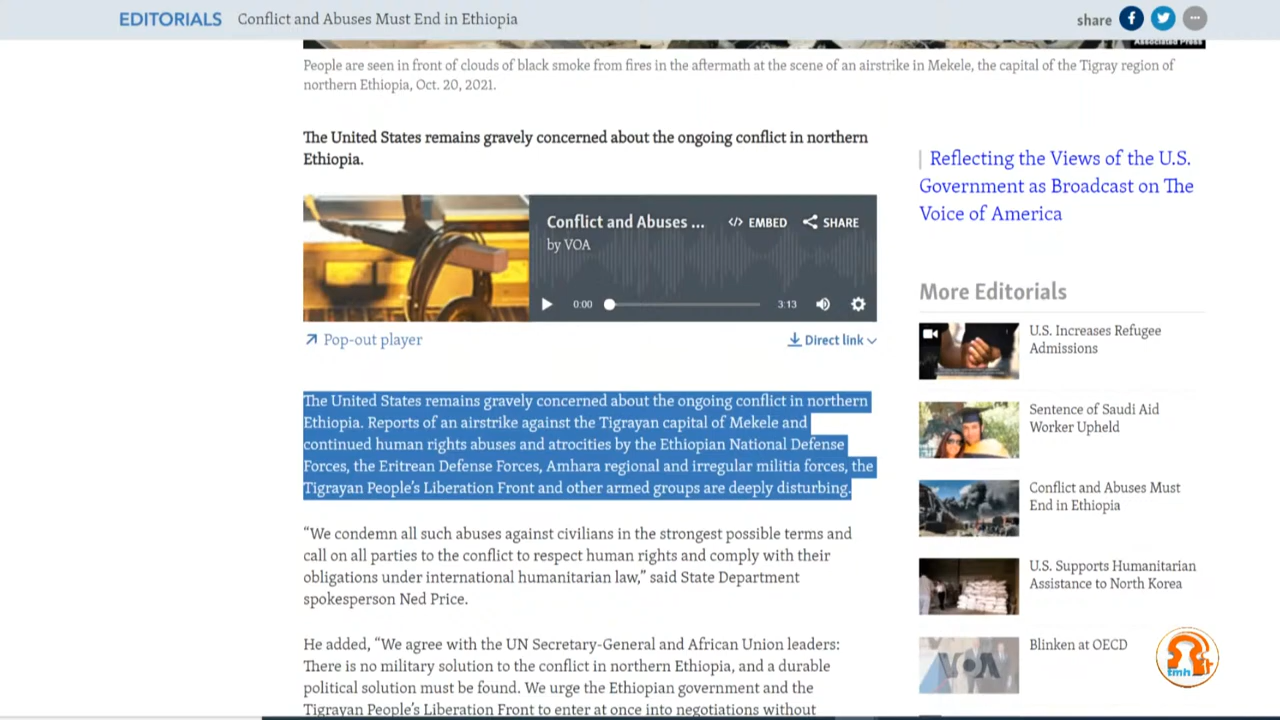 EDITORIALS Conflict and Abuses Must End in Ethiopia
share
Associated Press
People are seen in front of clouds of black smoke from fires in the aftermath at the scene of an airstrike in Mekele, the capital of the Tigray region of
northern Ethiopia, Oct. 20, 2021.
The United States remains gravely concerned about the ongoing conflict in northern
Ethiopia.
Conflict and Abuses ... </> EMBED SHARE
by VOA
0:00 3:13
Pop-out player
Direct link
The United States remains gravely concerned about the ongoing conflict in northern
Ethiopia. Reports of an airstrike against the Tigrayan capital of Mekele and
continued human rights abuses and atrocities by the Ethiopian National Defense
Forces, the Eritrean Defense Forces, Amhara regional and irregular militia forces, the
Tigrayan People’s Liberation Front and other armed groups are deeply disturbing.
“We condemn all such abuses against civilians in the strongest possible terms and
call on all parties to the conflict to respect human rights and comply with their
obligations under international humanitarian law,” said State Department
spokesperson Ned Price.
He added, “We agree with the UN Secretary-General and African Union leaders:
There is no military solution to the conflict in northern Ethiopia, and a durable
political solution must be found. We urge the Ethiopian government and the
Tigrayan People’s Liberation Front to enter at once into negotiations without
Reflecting the Views of the U.S.
Government as Broadcast on The
Voice of America
More Editorials
U.S. Increases Refugee
Admissions
Sentence of Saudi Aid
Worker Upheld
Conflict and Abuses Must
End in Ethiopia
U.S. Supports Humanitarian
Assistance to North Korea
VOA
Blinken at OECD
tmh